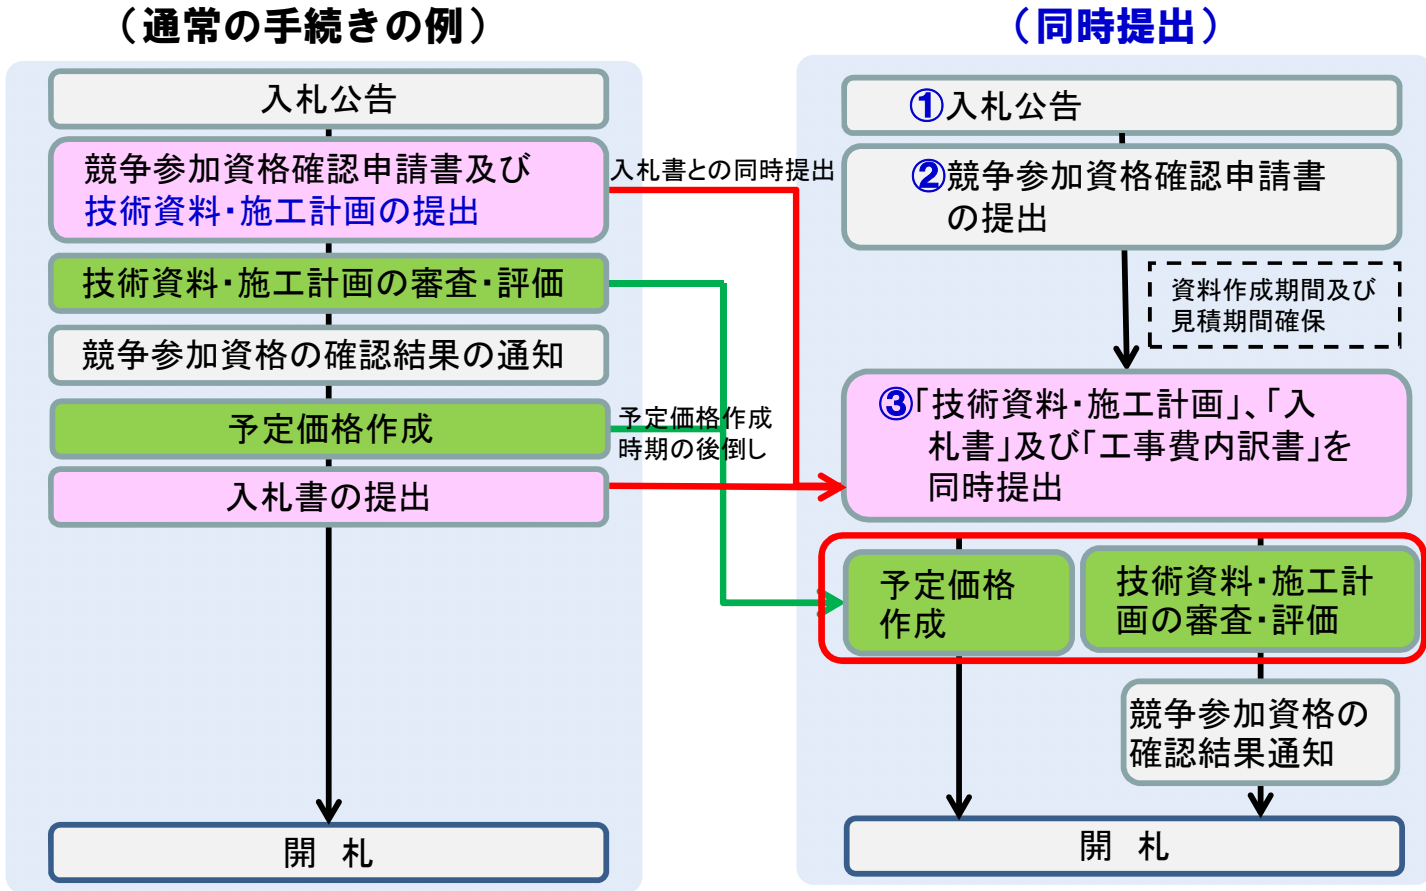 （通常の手続きの例）
入札公告
競争参加資格確認申請書及び
技術資料・施工計画の提出
技術資料・施工計画の審査・評価
競争参加資格の確認結果の通知
予定価格作成
入札書の提出
開 札
入札書との同時提出
予定価格作成
時期の後倒し
（同時提出）
①入札公告
②競争参加資格確認申請書
の提出
資料作成期間及び
見積期間確保
③「技術資料・施工計画」、「入
札書」及び「工事費内訳書」を
同時提出
予定価格
作成
技術資料・施工計
画の審査・評価
競争参加資格の
確認結果通知
開 札